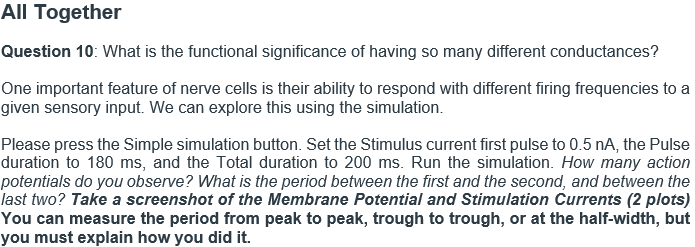 All Together
Question 10: What is the functional significance of having so many different conductances?
One important feature of nerve cells is their ability to respond with different firing frequencies to a
given sensory input. We can explore this using the simulation.
Please press the Simple simulation button. Set the Stimulus current first pulse to 0.5 nA, the Pulse
duration to 180 ms, and the Total duration to 200 ms. Run the simulation. How many action
potentials do you observe? What is the period between the first and the second, and between the
last two? Take a screenshot of the Membrane Potential and Stimulation Currents (2 plots)
You can measure the period from peak to peak, trough to trough, or at the half-width, but
you must explain how you did it.